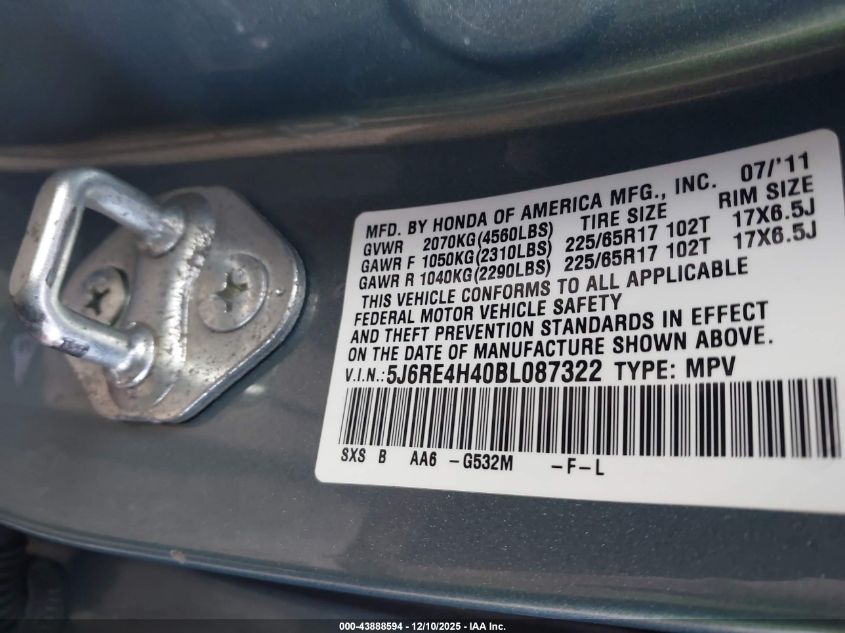 MFD. BY HONDA OF AMERICA MFG., INC. 07/'11
GVWR 2070KG(4560LBS) TIRE SIZE RIM SIZE
GAWR F 1050KG(2310LBS) 225/65R17 102T 17X6.5J
GAWR R 1040KG(2290LBS) 225/65R17 102T 17X6.5J
THIS VEHICLE CONFORMS TO ALL APPLICABLE
FEDERAL MOTOR VEHICLE SAFETY
AND THEFT PREVENTION STANDARDS IN EFFECT
ON THE DATE OF MANUFACTURE SHOWN ABOVE.
V.I.N.:5J6RE4H40BL087322 TYPE: MPV
SXS B AA6 -G532M -F-L
000-43888594 - 12/10/2025 - IAA Inc.